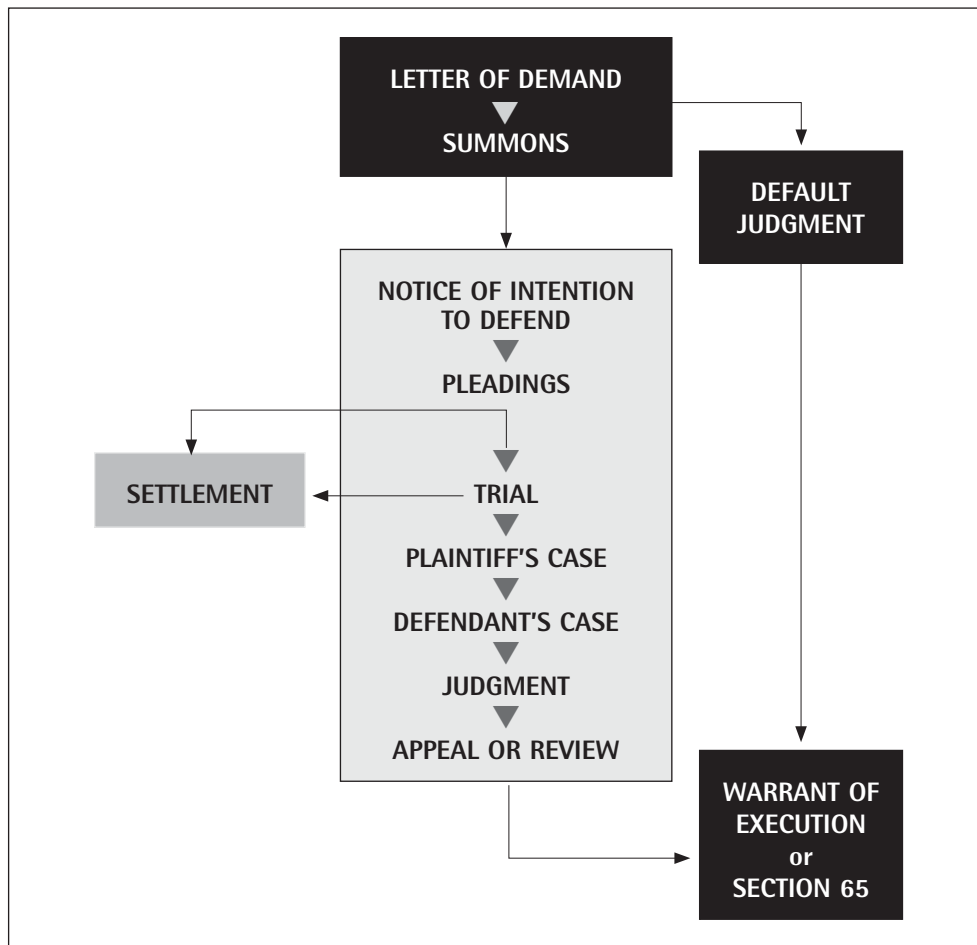 LETTER OF DEMAND
SUMMONS
DEFAULT
JUDGMENT
NOTICE OF INTENTION
TO DEFEND
PLEADINGS
SETTLEMENT
TRIAL
PLAINTIFF'S CASE
DEFENDANT'S CASE
JUDGMENT
APPEAL OR REVIEW
WARRANT OF
EXECUTION
or
SECTION 65